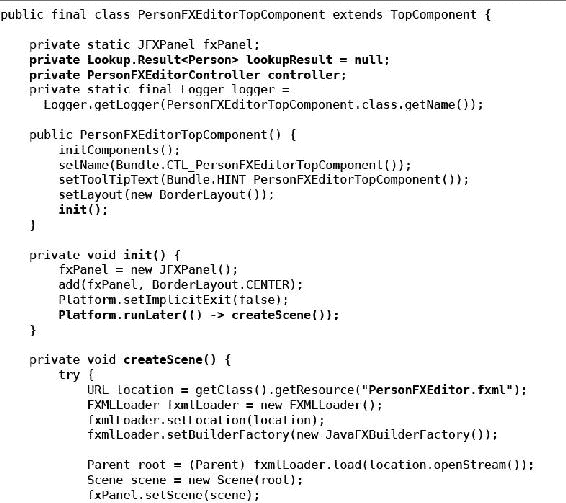 public final class PersonFXEditorTopComponent extends TopComponent {
private static JFXPanel fxPanel;
private Lookup.Result<Person> lookupResult = null;
private PersonFXEditorController controller;
private static final Logger logger =
Logger.getLogger(PersonFXEditorTopComponent.class.getName());
public PersonFXEditorTopComponent() {
initComponents();
setName(Bundle.CTL_PersonFXEditorTopComponent());
setToolTipText(Bundle.HINT_PersonFXEditorTopComponent());
setLayout(new BorderLayout());
init();
}
private void init() {
fxPanel = new JFXPanel();
add(fxPanel, BorderLayout.CENTER);
Platform.setImplicitExit(false);
Platform.runLater(() -> createScene());
}
private void createScene() {
try {
URL location = getClass().getResource("PersonFXEditor.fxml");
FXMLLoader fxmlLoader = new FXMLLoader();
fxmlLoader.setLocation(location);
fxmlLoader.setBuilderFactory(new JavaFXBuilderFactory());
Parent root = (Parent) fxmlLoader.load(location.openStream());
Scene scene = new Scene(root);
fxPanel.setScene(scene);